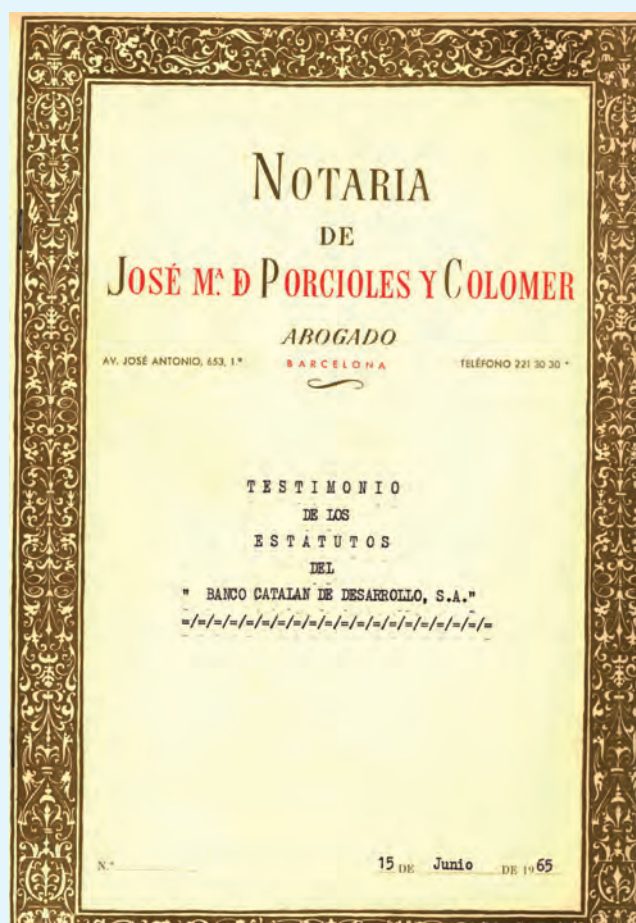 NOTARIA
DE
JOSÉ Mª. D PORCIOLES Y COLOMER
ABOGADO
AV. JOSÉ ANTONIO, 653, 1.º BARCELONA TELÉFONO 221 30 30 *
TESTIMONIO
DE LOS
ESTATUTOS
DEL
" BANCO CATALAN DE DESARROLLO, S.A."
=/=/=/=/=/=/=/=/=/=/=/=/=/=/=/=/=/=/=/=/=
N.º 15 DE Junio DE 1965